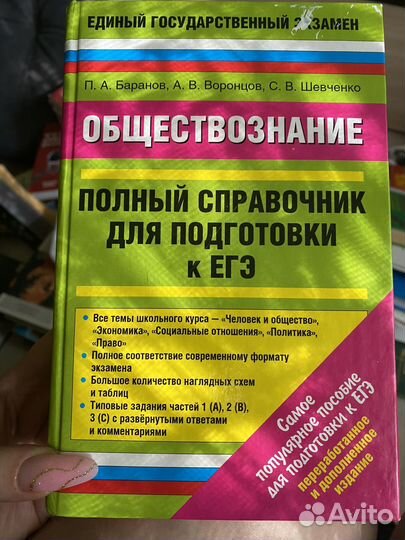 ЕДИНЫЙ ГОСУДАРСТВЕННЫЙ ЭКЗАМЕН
П. А. Баранов, А. В. Воронцов, С. В. Шевченко
ОБЩЕСТВОЗНАНИЕ
ПОЛНЫЙ СПРАВОЧНИК
ДЛЯ ПОДГОТОВКИ
К ЕГЭ
• Все темы школьного курса — «Человек и общество»,
«Экономика», «Социальные отношения», «Политика»,
«Право»
• Полное соответствие современному формату
экзамена
• Большое количество наглядных схем
и таблиц
• Типовые задания частей 1 (А), 2 (В),
3 (С) с развёрнутыми ответами
и комментариями
Самое
популярное пособие
для подготовки к ЕГЭ
переработанное
и дополненное
издание
Avito